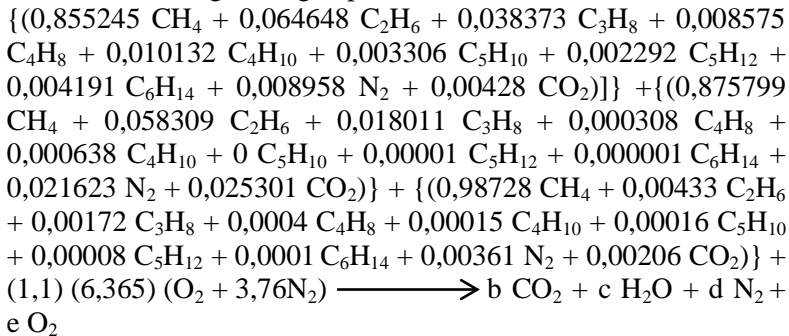 {(0,855245 CH₄ + 0,064648 C₂H₆ + 0,038373 C₃H₈ + 0,008575
C₄H₈ + 0,010132 C₄H₁₀ + 0,003306 C₅H₁₀ + 0,002292 C₅H₁₂ +
0,004191 C₆H₁₄ + 0,008958 N₂ + 0,00428 CO₂)]} +{(0,875799
CH₄ + 0,058309 C₂H₆ + 0,018011 C₃H₈ + 0,000308 C₄H₈ +
0,000638 C₄H₁₀ + 0 C₅H₁₀ + 0,00001 C₅H₁₂ + 0,000001 C₆H₁₄ +
0,021623 N₂ + 0,025301 CO₂)} + {(0,98728 CH₄ + 0,00433 C₂H₆
+ 0,00172 C₃H₈ + 0,0004 C₄H₈ + 0,00015 C₄H₁₀ + 0,00016 C₅H₁₀
+ 0,00008 C₅H₁₂ + 0,0001 C₆H₁₄ + 0,00361 N₂ + 0,00206 CO₂)} +
(1,1) (6,365) (O₂ + 3,76N₂) ⟶ b CO₂ + c H₂O + d N₂ +
e O₂